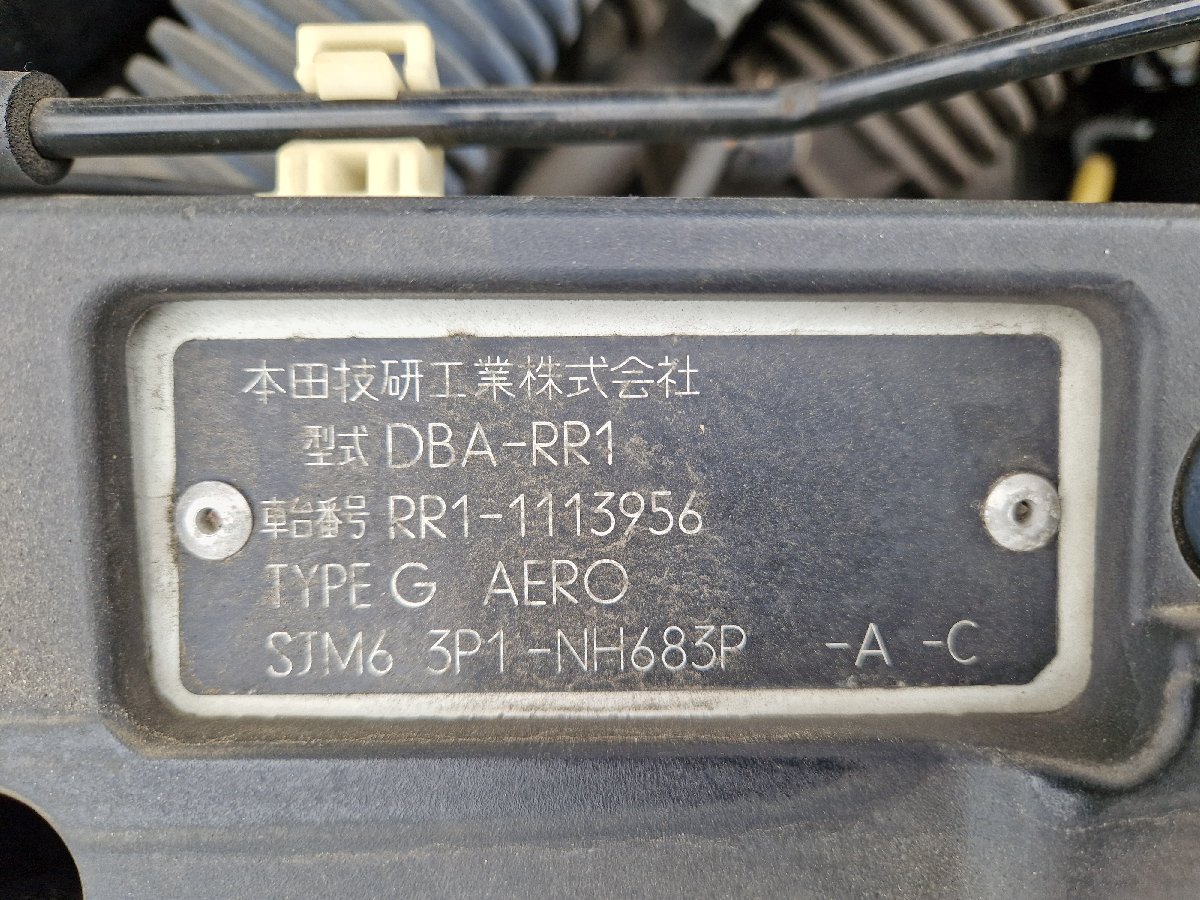 本田技研工業株式会社
型式 DBA-RR1
車台番号 RR1-1113956
TYPE G AERO
SJM6 3P1-NH683P -A -C